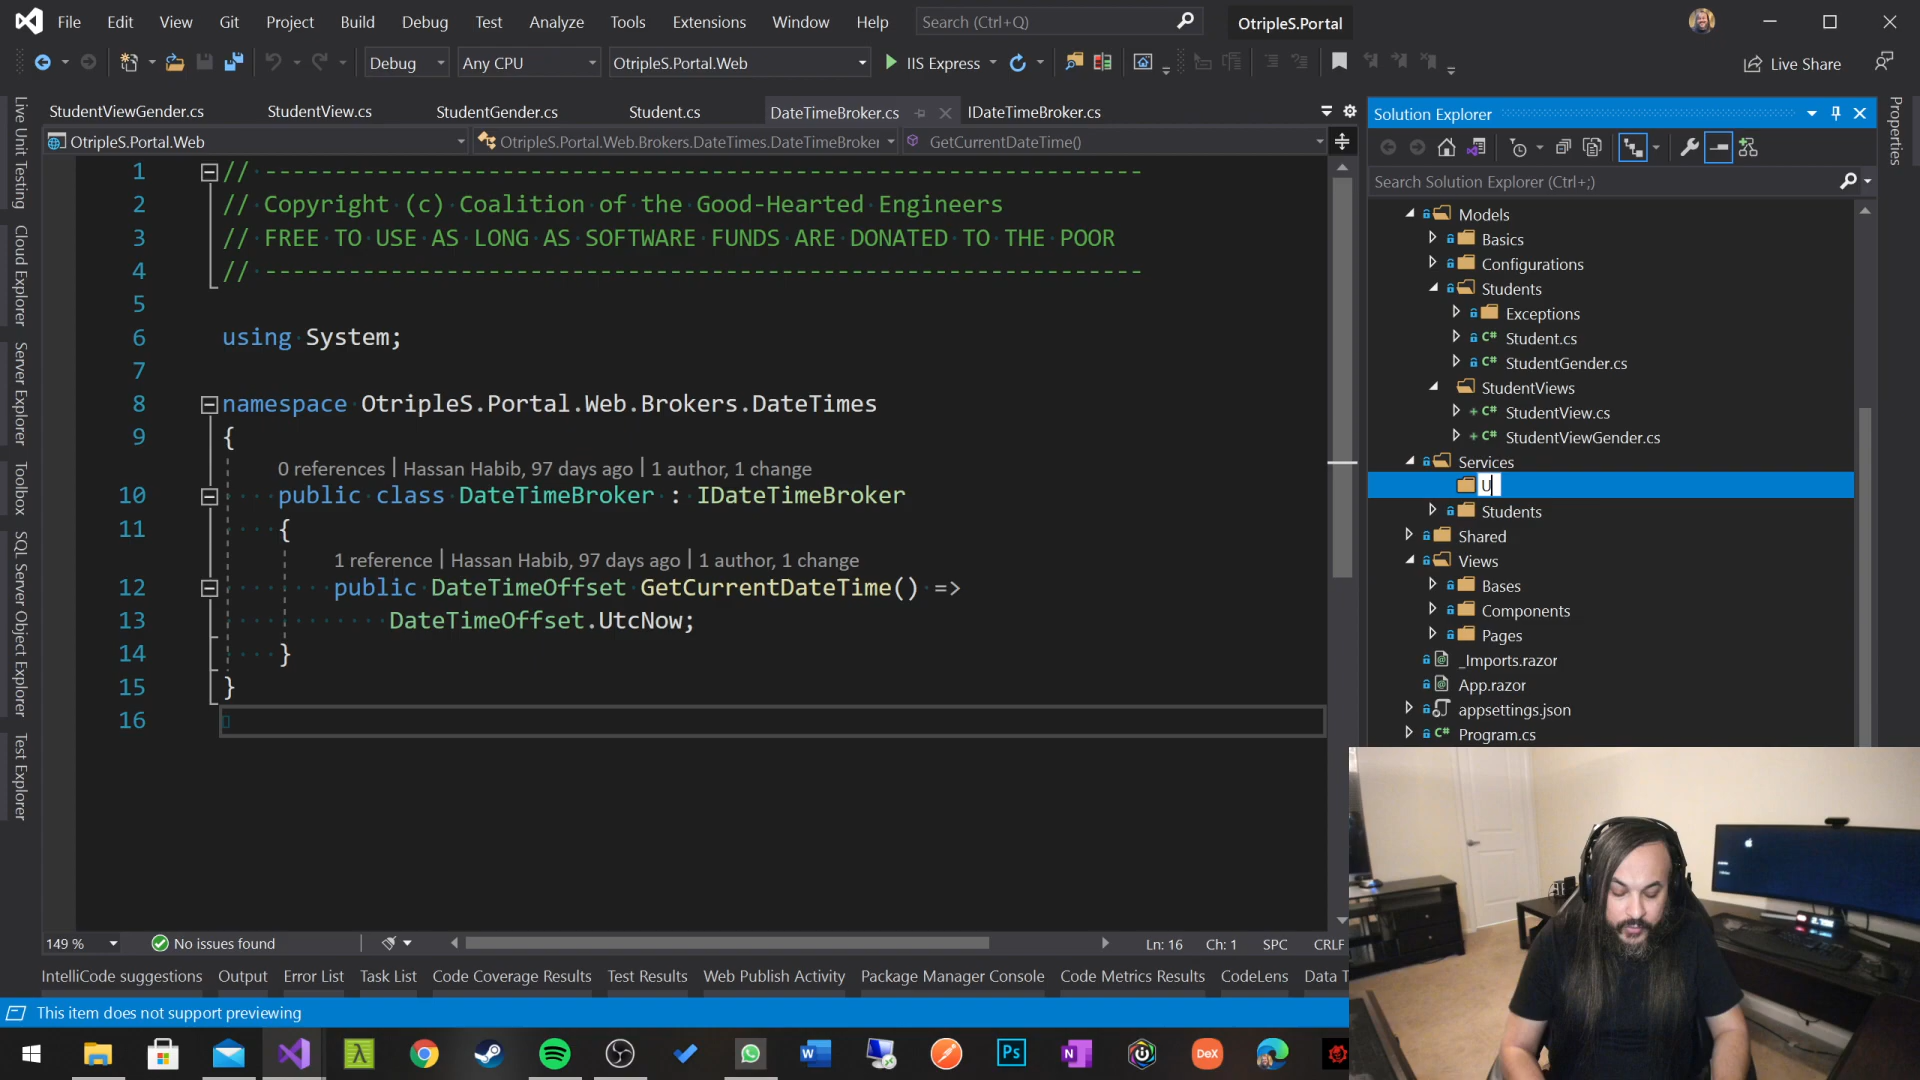 File Edit View Git Project Build Debug Test Analyze Tools Extensions Window Help Search (Ctrl+Q) OtripleS.Portal
Debug Any CPU OtripleS.Portal.Web IIS Express Live Share
StudentViewGender.cs StudentView.cs StudentGender.cs Student.cs DateTimeBroker.cs IDateTimeBroker.cs
OtripleS.Portal.Web OtripleS.Portal.Web.Brokers.DateTimes.DateTimeBroker GetCurrentDateTime()
1 // ---------------------------------------------------------------
2 // Copyright (c) Coalition of the Good-Hearted Engineers
3 // FREE TO USE AS LONG AS SOFTWARE FUNDS ARE DONATED TO THE POOR
4 // ---------------------------------------------------------------
5
6 using System;
7
8 namespace OtripleS.Portal.Web.Brokers.DateTimes
9 {
0 references | Hassan Habib, 97 days ago | 1 author, 1 change
10 public class DateTimeBroker : IDateTimeBroker
11 {
1 reference | Hassan Habib, 97 days ago | 1 author, 1 change
12 public DateTimeOffset GetCurrentDateTime() =>
13 DateTimeOffset.UtcNow;
14 }
15 }
16
149 % No issues found Ln: 16 Ch: 1 SPC CRLF
IntelliCode suggestions Output Error List Task List Code Coverage Results Test Results Web Publish Activity Package Manager Console Code Metrics Results CodeLens Data T
This item does not support previewing
Live Unit Testing
Cloud Explorer
Server Explorer
Toolbox
SQL Server Object Explorer
Test Explorer
Solution Explorer
Search Solution Explorer (Ctrl+;)
Models
Basics
Configurations
Students
Exceptions
C# Student.cs
C# StudentGender.cs
StudentViews
+ C# StudentView.cs
+ C# StudentViewGender.cs
Services
U
Students
Shared
Views
Bases
Components
Pages
_Imports.razor
App.razor
appsettings.json
C# Program.cs
Properties
W
Ps
N
DeX